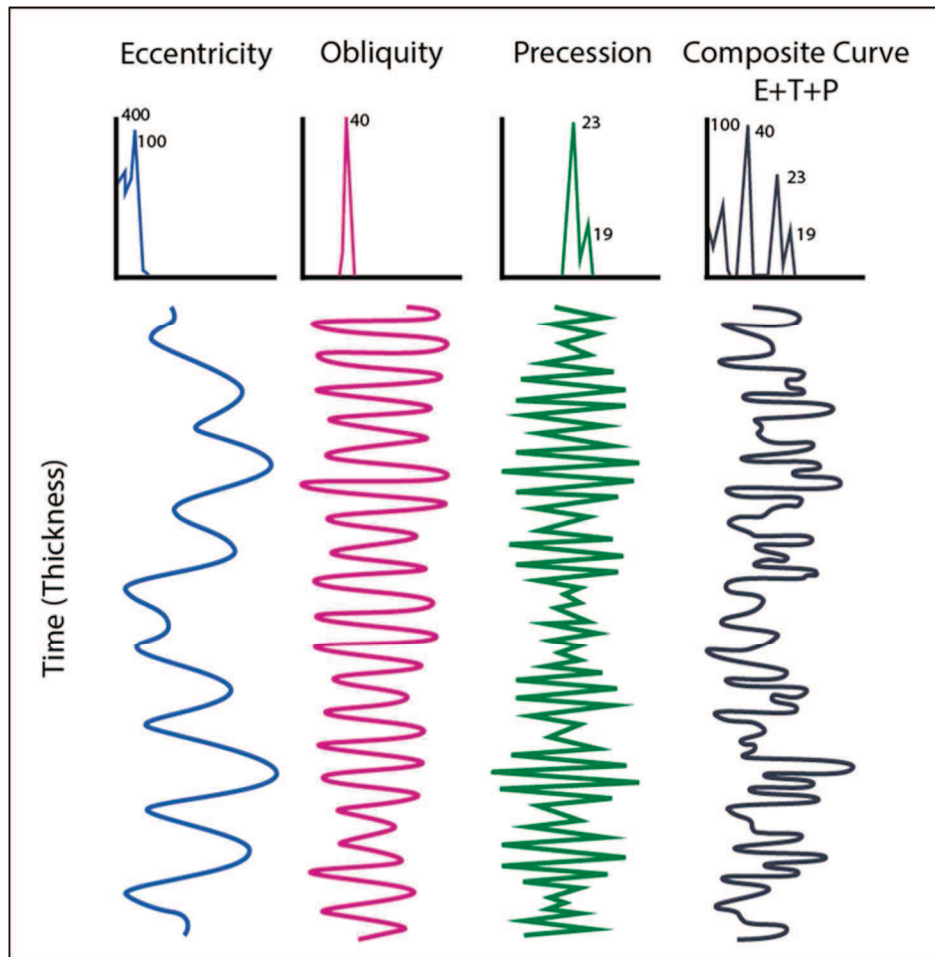 Eccentricity
Obliquity
Precession
Composite Curve
E+T+P
400
100
40
23
19
100
40
23
19
Time (Thickness)